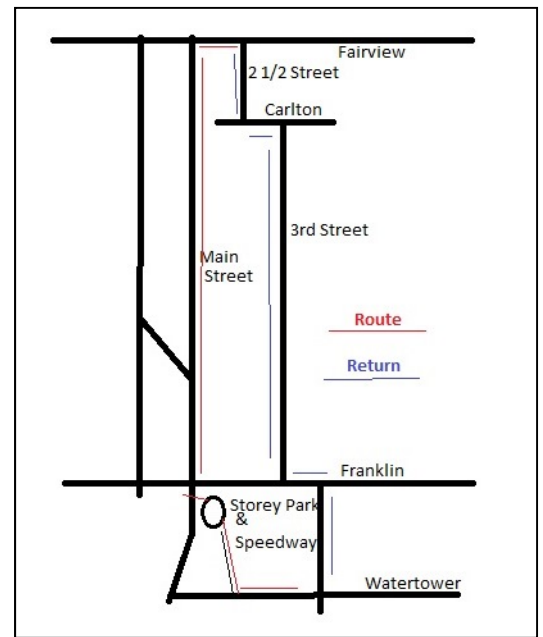 Fairview
2 1/2 Street
Carlton
3rd Street
Main
Street
Route
Return
Franklin
Storey Park
&
Speedway
Watertower